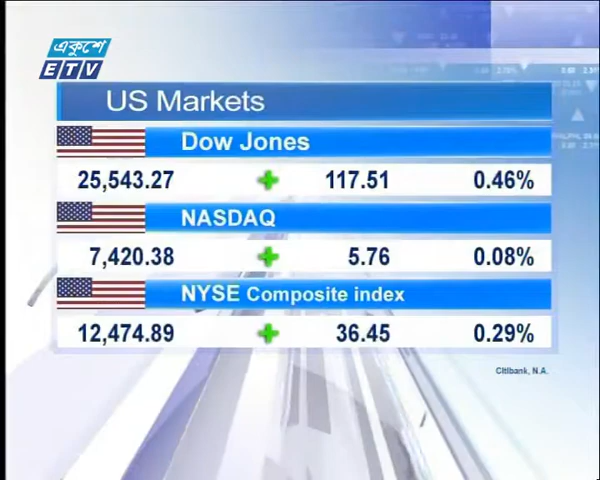 একুশে
ETV
US Markets
Dow Jones
25,543.27 + 117.51 0.46%
NASDAQ
7,420.38 + 5.76 0.08%
NYSE Composite index
12,474.89 + 36.45 0.29%
Citibank, N.A.